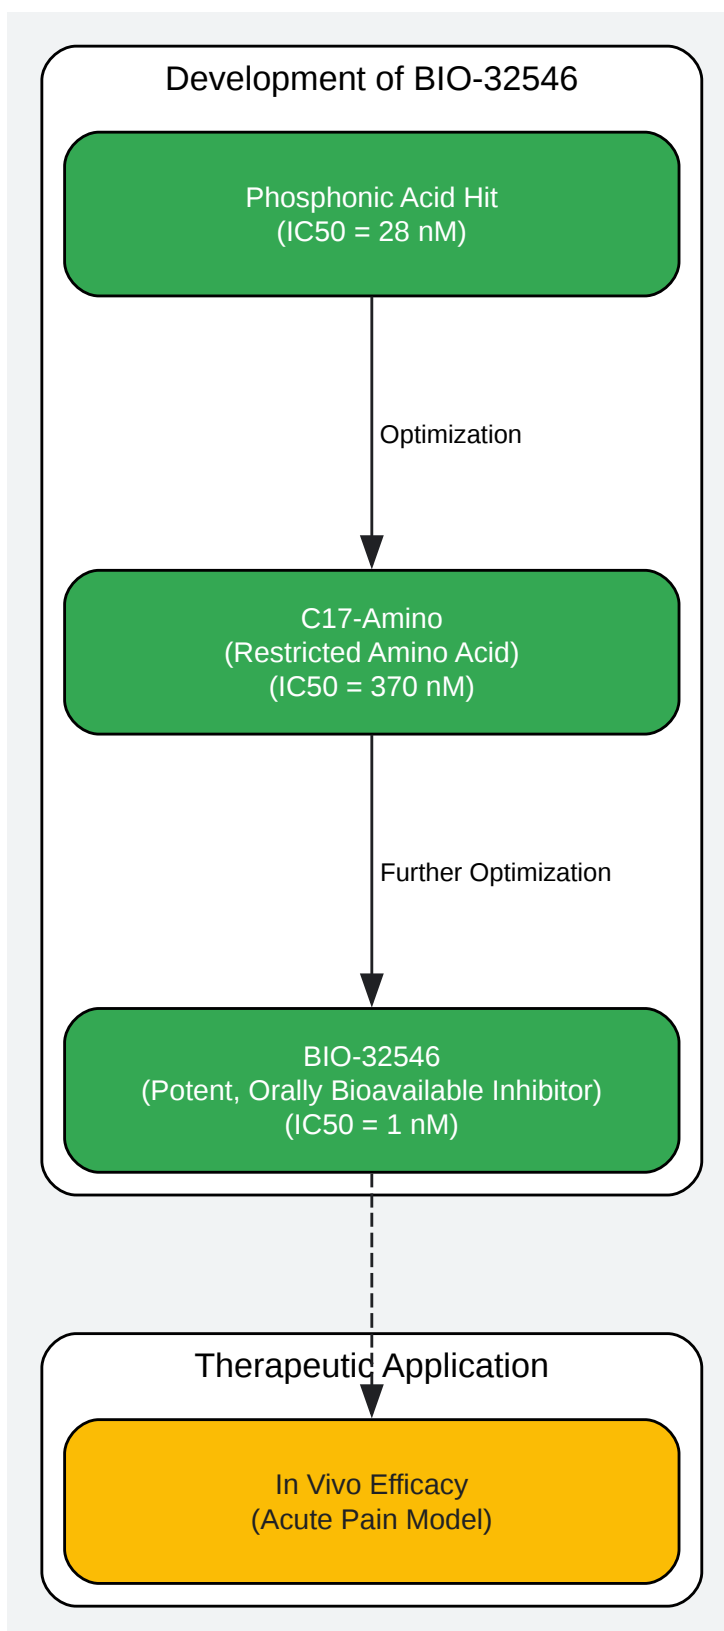 Development of BIO-32546
Phosphonic Acid Hit
(IC50 = 28 nM)
Optimization
C17-Amino
(Restricted Amino Acid)
(IC50 = 370 nM)
Further Optimization
BIO-32546
(Potent, Orally Bioavailable Inhibitor)
(IC50 = 1 nM)
Therapeutic Application
In Vivo Efficacy
(Acute Pain Model)